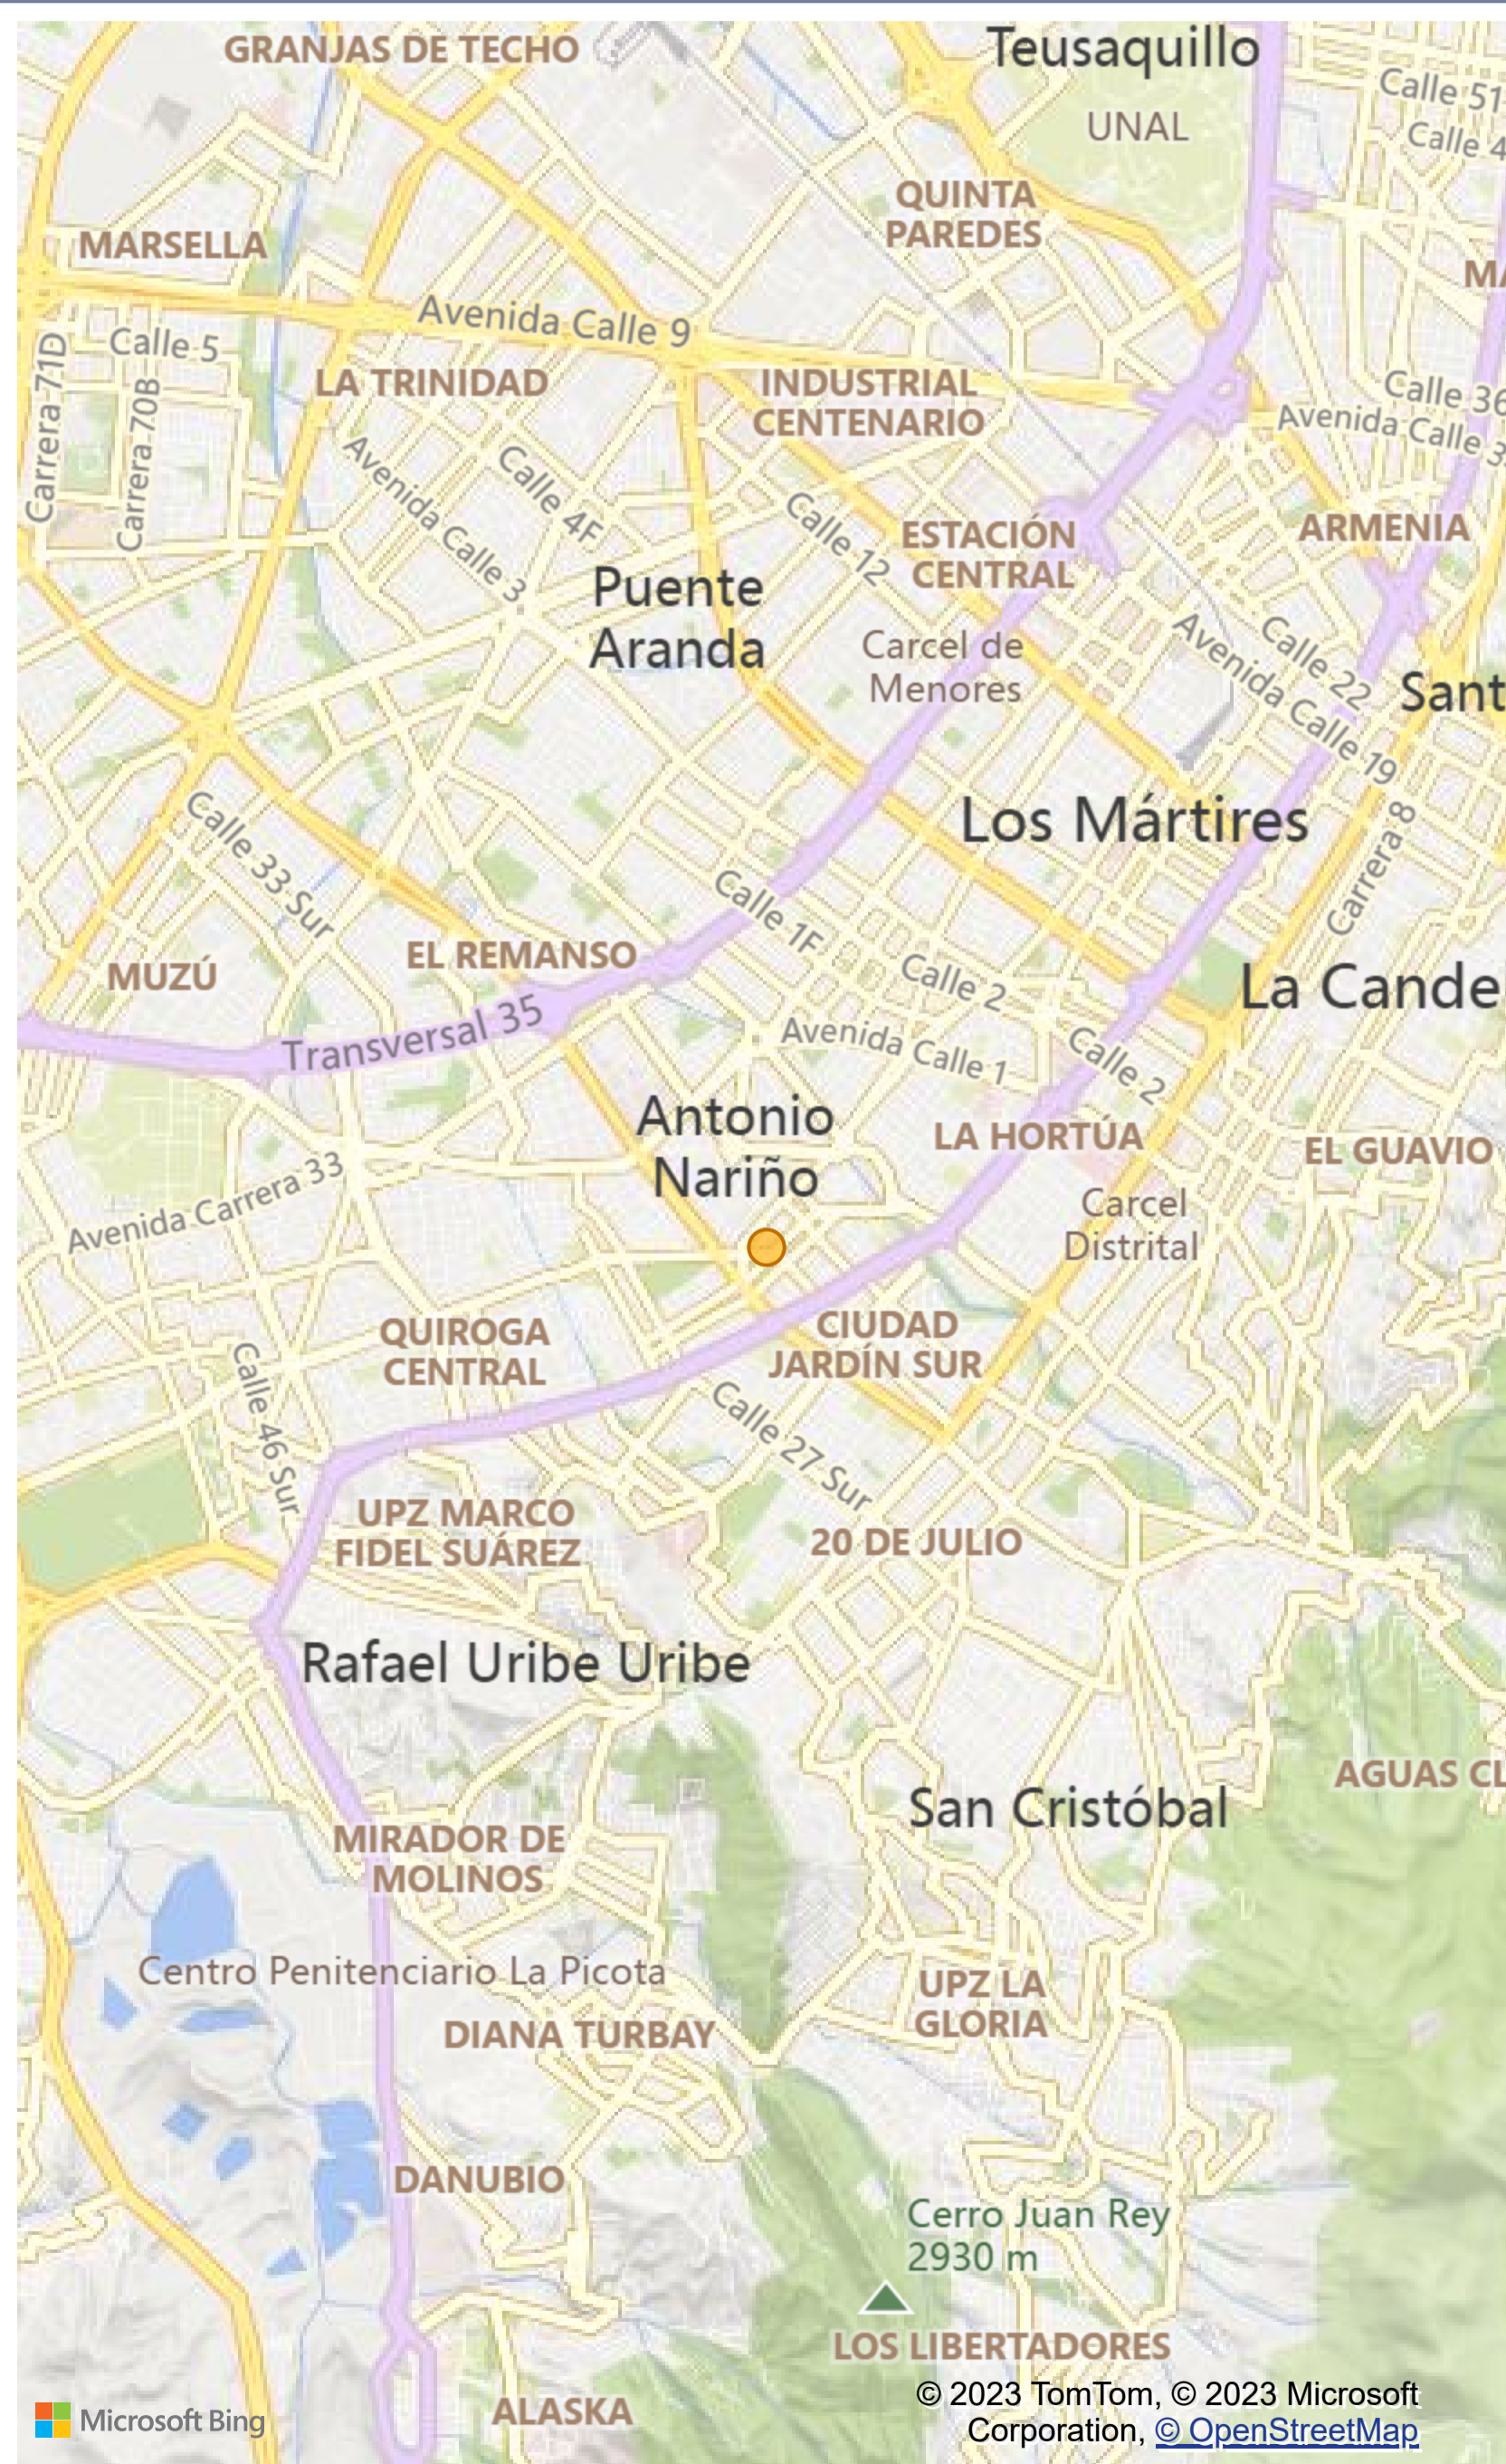 GRANJAS DE TECHO
Teusaquillo
UNAL
Calle 51
Calle 4
QUINTA
PAREDES
MARSELLA
MA
Avenida Calle 9
Calle 5
Carrera 71D
Carrera 70B
LA TRINIDAD
INDUSTRIAL
CENTENARIO
Calle 36
Avenida Calle 3
Avenida Calle 3
Calle 4F
Calle 12
ESTACIÓN
CENTRAL
ARMENIA
Puente
Aranda
Carcel de
Menores
Calle 22
Avenida Calle 19
Sant
Los Mártires
Carrera 8
Calle 33 Sur
Calle 1F
EL REMANSO
MUZÚ
Calle 2
La Candel
Transversal 35
Avenida Calle 1
Calle 2
Antonio
Nariño
LA HORTÚA
EL GUAVIO
Avenida Carrera 33
Carcel
Distrital
QUIROGA
CENTRAL
CIUDAD
JARDÍN SUR
Calle 46 Sur
Calle 27 Sur
UPZ MARCO
FIDEL SUÁREZ
20 DE JULIO
Rafael Uribe Uribe
AGUAS CL
San Cristóbal
MIRADOR DE
MOLINOS
Centro Penitenciario La Picota
UPZ LA
GLORIA
DIANA TURBAY
DANUBIO
Cerro Juan Rey
2930 m
LOS LIBERTADORES
ALASKA
Microsoft Bing
© 2023 TomTom, © 2023 Microsoft
Corporation, © OpenStreetMap